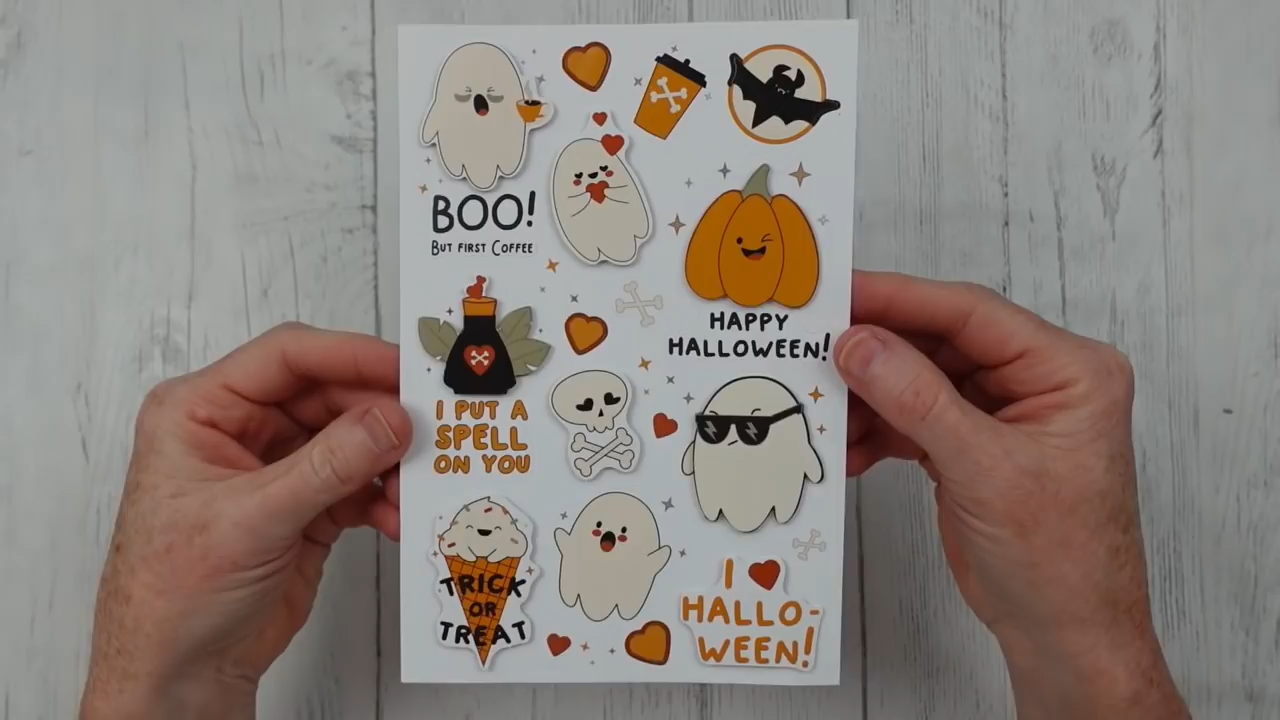 BOO!
BUT FIRST COFFEE
HAPPY
HALLOWEEN!
I PUT A
SPELL
ON YOU
TRICK
OR
TREAT
I
HALLO-
WEEN!